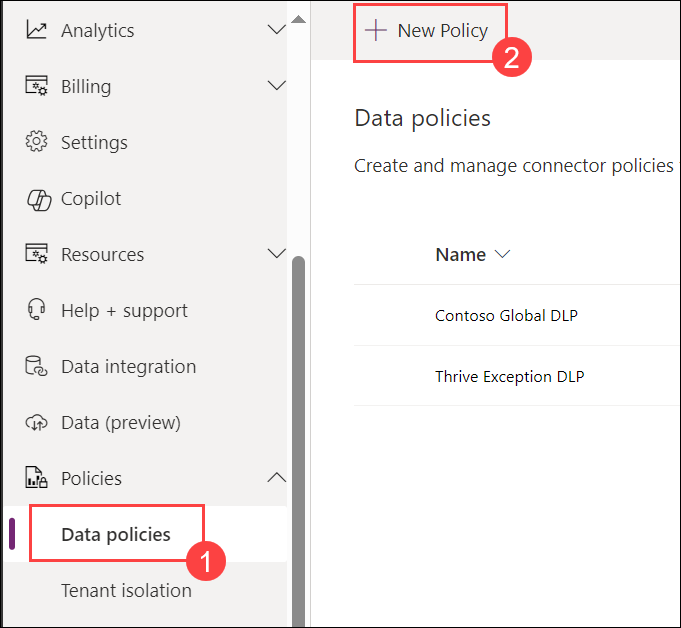 Analytics
Billing
Settings
Copilot
Resources
Help + support
Data integration
Data (preview)
Policies
Data policies
1
Tenant isolation
New Policy
2
Data policies
Create and manage connector policies
Name
Contoso Global DLP
Thrive Exception DLP